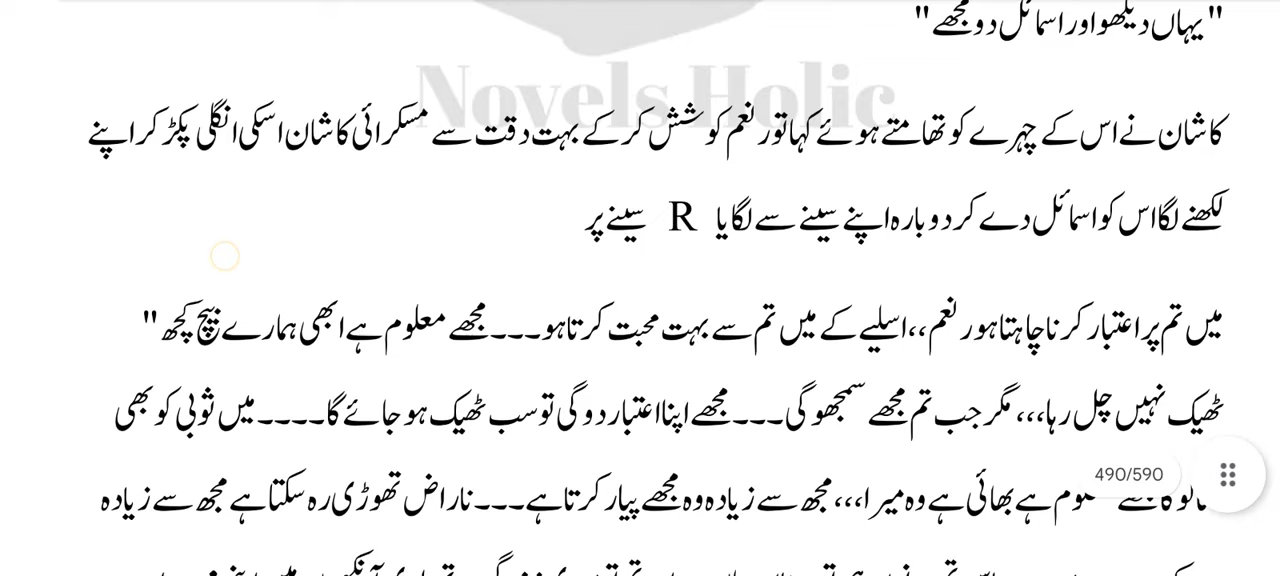 "یہاں دیکھو اور اسمائل دو مجھے"
Novels Holic
کاشان نے اس کے چہرے کو تھامتے ہوئے کہا تو رنعم کوشش کر کے بہت دقت سے مسکرائی کاشان اسکی انگلی پکڑ کر اپنے
لکھنے لگا اس کو اسمائل دے کر دوبارہ اپنے سینے سے لگایا R سینے پر
میں تم پر اعتبار کرنا چاہتا ہو رنعم،، اسلیے کے میں تم سے بہت محبت کرتا ہو۔۔۔ مجھے معلوم ہے ابھی ہمارے بیچ کچھ "
ٹھیک نہیں چل رہا،،، مگر جب تم مجھے سمجھو گی۔۔۔ مجھے اپنا اعتبار دو گی تو سب ٹھیک ہو جائے گا۔۔۔۔ میں ثوبی کو بھی
490/590
ہے بھائی ہے وہ میرا،،، مجھ سے زیادہ وہ مجھے پیار کرتا ہے۔۔۔ ناراض تھوڑی رہ سکتا ہے مجھ سے زیادہ